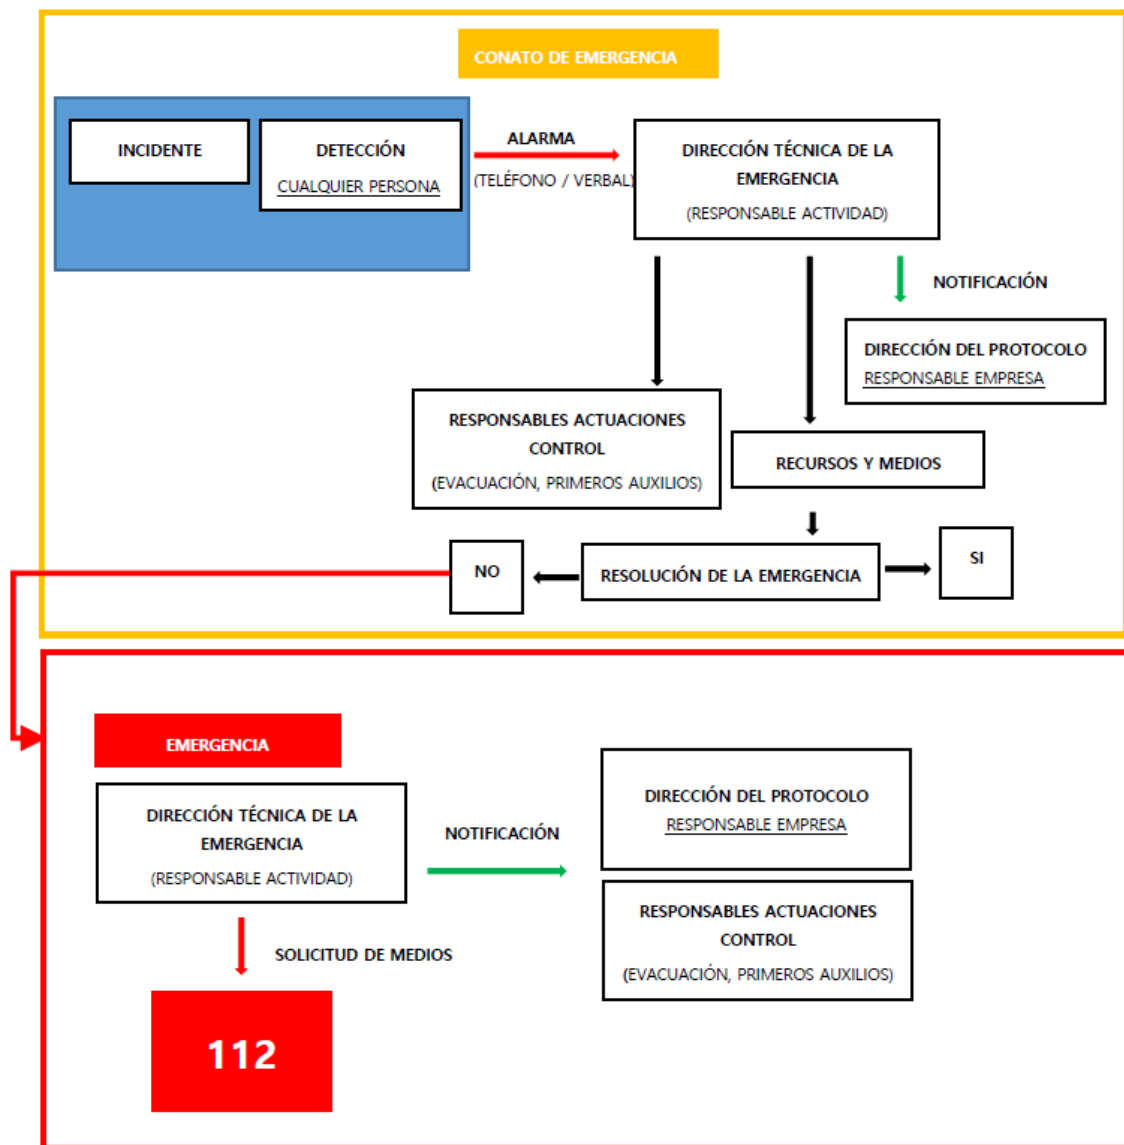 CONATO DE EMERGENCIA
INCIDENTE
DETECCIÓN
CUALQUIER PERSONA
ALARMA
(TELÉFONO / VERBAL)
DIRECCIÓN TÉCNICA DE LA
EMERGENCIA
(RESPONSABLE ACTIVIDAD)
NOTIFICACIÓN
DIRECCIÓN DEL PROTOCOLO
RESPONSABLE EMPRESA
RESPONSABLES ACTUACIONES
CONTROL
(EVACUACIÓN, PRIMEROS AUXILIOS)
RECURSOS Y MEDIOS
NO
RESOLUCIÓN DE LA EMERGENCIA
SI
EMERGENCIA
DIRECCIÓN TÉCNICA DE LA
EMERGENCIA
(RESPONSABLE ACTIVIDAD)
NOTIFICACIÓN
DIRECCIÓN DEL PROTOCOLO
RESPONSABLE EMPRESA
RESPONSABLES ACTUACIONES
CONTROL
(EVACUACIÓN, PRIMEROS AUXILIOS)
SOLICITUD DE MEDIOS
112